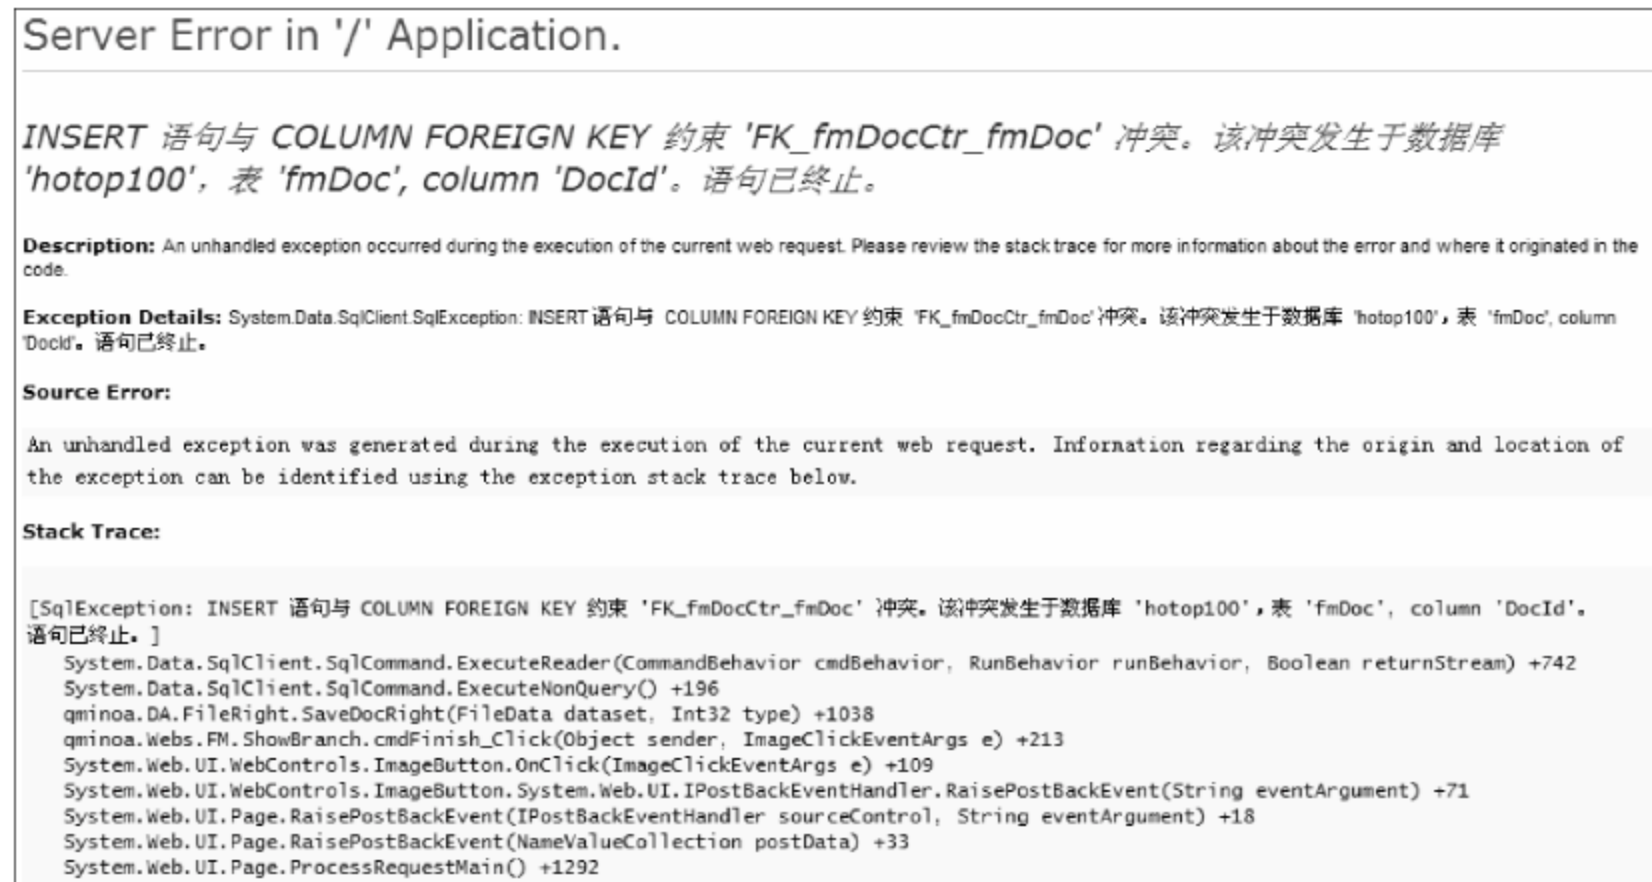 Server Error in '/' Application.
INSERT 语句与 COLUMN FOREIGN KEY 约束 'FK_fmDocCtr_fmDoc' 冲突。该冲突发生于数据库
'hotop100'，表 'fmDoc', column 'DocId'。语句已终止。
Description: An unhandled exception occurred during the execution of the current web request. Please review the stack trace for more information about the error and where it originated in the
code.
Exception Details: System.Data.SqlClient.SqlException: INSERT 语句与 COLUMN FOREIGN KEY 约束 'FK_fmDocCtr_fmDoc' 冲突。该冲突发生于数据库 'hotop100'，表 'fmDoc', column
'DocId'。语句已终止。
Source Error:
An unhandled exception was generated during the execution of the current web request. Information regarding the origin and location of
the exception can be identified using the exception stack trace below.
Stack Trace:
[SqlException: INSERT 语句与 COLUMN FOREIGN KEY 约束 'FK_fmDocCtr_fmDoc' 冲突。该冲突发生于数据库 'hotop100'，表 'fmDoc', column 'DocId'。
语句已终止。]
System.Data.SqlClient.SqlCommand.ExecuteReader(CommandBehavior cmdBehavior, RunBehavior runBehavior, Boolean returnStream) +742
System.Data.SqlClient.SqlCommand.ExecuteNonQuery() +196
qminoa.DA.FileRight.SaveDocRight(FileData dataset, Int32 type) +1038
qminoa.Webs.FM.ShowBranch.cmdFinish_Click(Object sender, ImageClickEventArgs e) +213
System.Web.UI.WebControls.ImageButton.OnClick(ImageClickEventArgs e) +109
System.Web.UI.WebControls.ImageButton.System.Web.UI.IPostBackEventHandler.RaisePostBackEvent(String eventArgument) +71
System.Web.UI.Page.RaisePostBackEvent(IPostBackEventHandler sourceControl, String eventArgument) +18
System.Web.UI.Page.RaisePostBackEvent(NameValueCollection postData) +33
System.Web.UI.Page.ProcessRequestMain() +1292